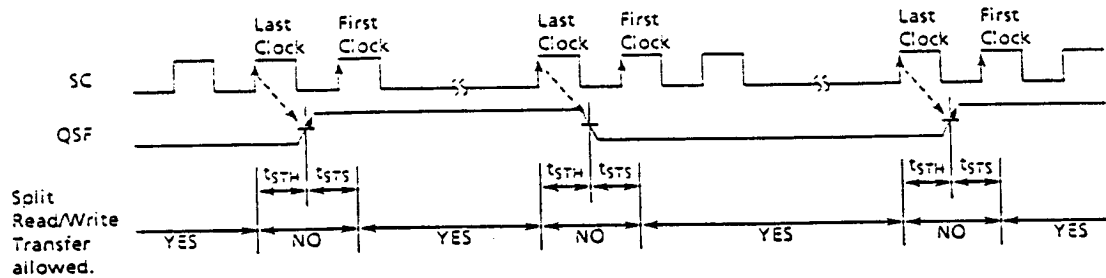 Last Clock First Clock Last Clock First Clock Last Clock First Clock
SC
QSF
tSTH tSTS tSTH tSTS tSTH tSTS
Split
Read/Write
Transfer
allowed.
YES NO YES NO YES NO YES